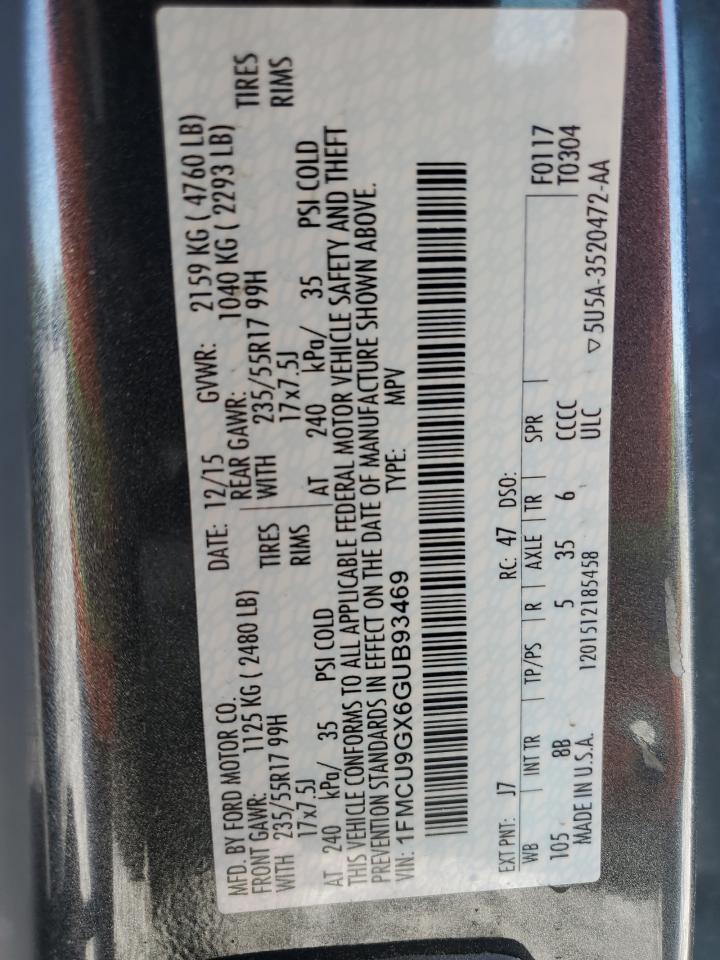 MFD. BY FORD MOTOR CO. DATE: 12/15 GVWR: 2159 KG ( 4760 LB)
FRONT GAWR: 1125 KG ( 2480 LB) REAR GAWR: 1040 KG ( 2293 LB)
WITH 235/55R17 99H TIRES WITH 235/55R17 99H TIRES
17x7.5J RIMS 17x7.5J RIMS
AT 240 kPa/ 35 PSI COLD AT 240 kPa/ 35 PSI COLD
THIS VEHICLE CONFORMS TO ALL APPLICABLE FEDERAL MOTOR VEHICLE SAFETY AND THEFT
PREVENTION STANDARDS IN EFFECT ON THE DATE OF MANUFACTURE SHOWN ABOVE.
VIN: 1FMCU9GX6GUB93469 TYPE: MPV
EXT PNT: J7 RC: 47 DSO: F0117
WB INT TR TP/PS R AXLE TR SPR T0304
105 8B 5 35 6 CCCC
MADE IN U.S.A. 1201512185458 ULC ▽5U5A-3520472-AA